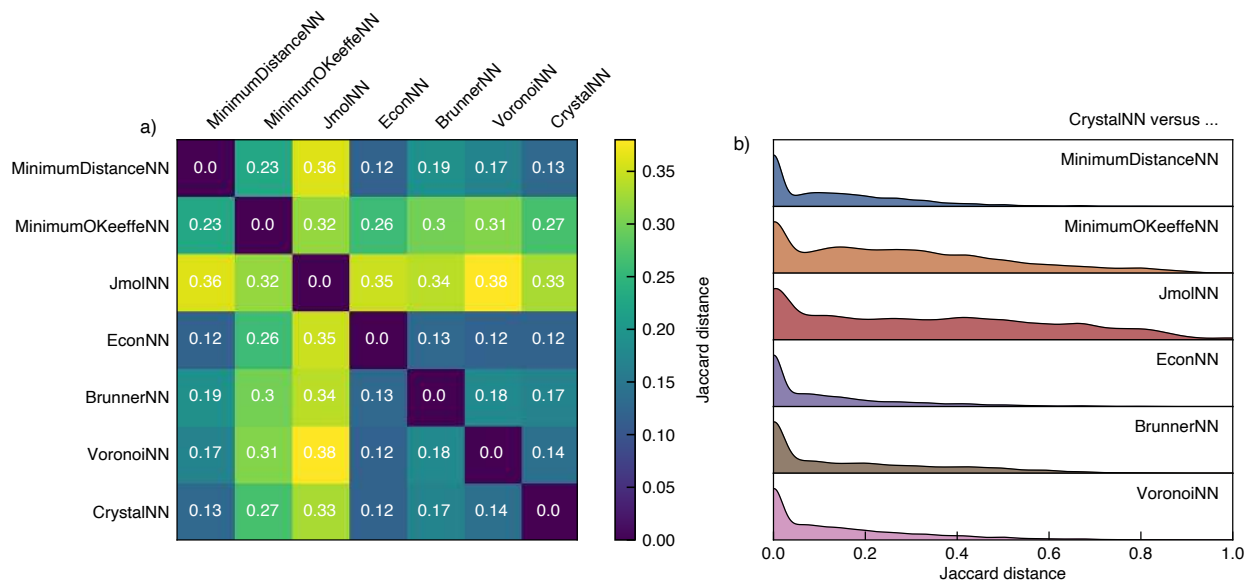 a)
MinimumDistanceNN
MinimumOKeeffeNN
JmolNN
EconNN
BrunnerNN
VoronoiNN
CrystalNN
MinimumDistanceNN 0.0 0.23 0.36 0.12 0.19 0.17 0.13
MinimumOKeeffeNN 0.23 0.0 0.32 0.26 0.3 0.31 0.27
JmolNN 0.36 0.32 0.0 0.35 0.34 0.38 0.33
EconNN 0.12 0.26 0.35 0.0 0.13 0.12 0.12
BrunnerNN 0.19 0.3 0.34 0.13 0.0 0.18 0.17
VoronoiNN 0.17 0.31 0.38 0.12 0.18 0.0 0.14
CrystalNN 0.13 0.27 0.33 0.12 0.17 0.14 0.0
0.35
0.30
0.25
0.20
0.15
0.10
0.05
0.00
Jaccard distance
b)
CrystalNN versus ...
MinimumDistanceNN
MinimumOKeeffeNN
JmolNN
EconNN
BrunnerNN
VoronoiNN
0.0 0.2 0.4 0.6 0.8 1.0
Jaccard distance